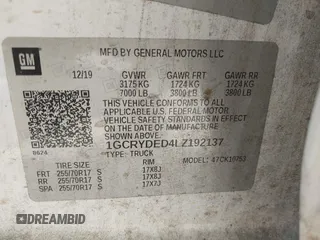 GM
MFD BY GENERAL MOTORS LLC
12/19 GVWR GAWR FRT GAWR RR
3175 KG 1724 KG 1724 KG
7000 LB 3800 LB 3800 LB
THIS VEHICLE CONFORMS TO ALL
APPLICABLE U.S. FEDERAL MOTOR
VEHICLE SAFETY STANDARDS IN
EFFECT ON THE DATE OF MANUFACTURE
SHOWN ABOVE.
1GCRYDED4LZ192137
TYPE: TRUCK
TIRE SIZE RIM
FRT 255/70R17 S 17X8J
RR 255/70R17 S 17X8J
SPA 255/70R17 S 17X7J
DREAMBID